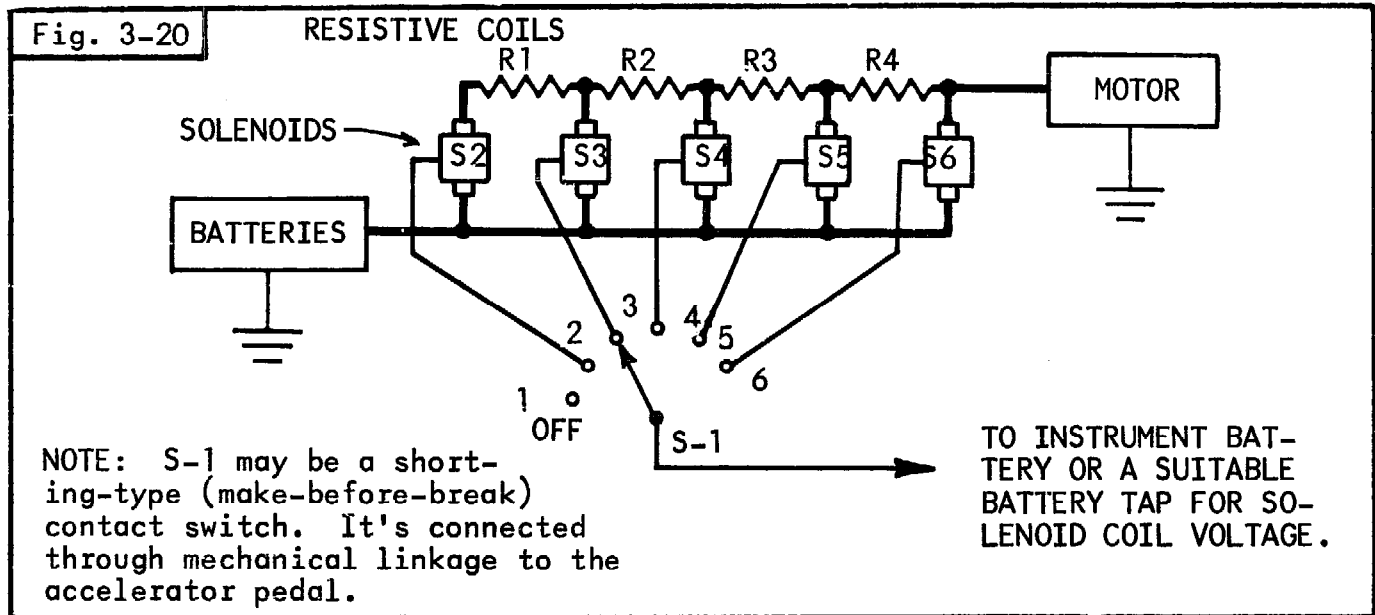 Fig. 3-20
RESISTIVE COILS
R1
R2
R3
R4
MOTOR
SOLENOIDS
S2
S3
S4
S5
S6
BATTERIES
3
4
2
5
6
1
OFF
S-1
NOTE: S-1 may be a short-
ing-type (make-before-break)
contact switch. It's connected
through mechanical linkage to the
accelerator pedal.
TO INSTRUMENT BAT-
TERY OR A SUITABLE
BATTERY TAP FOR SO-
LENOID COIL VOLTAGE.